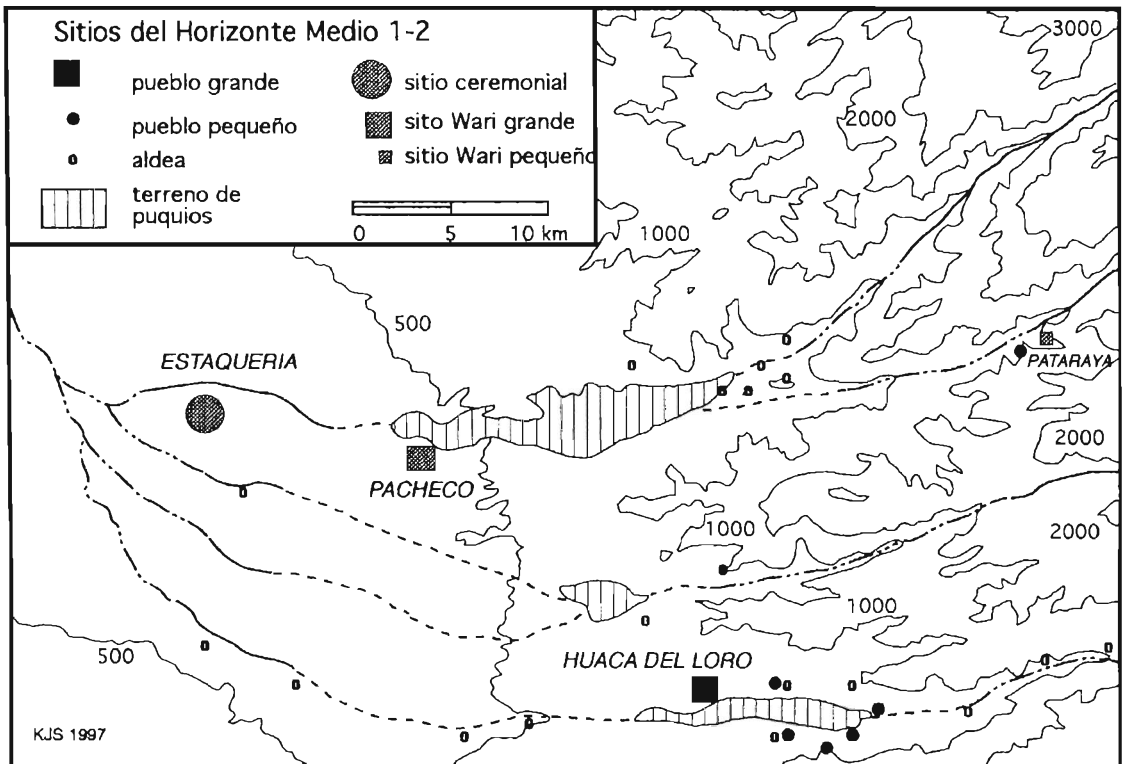 Sitios del Horizonte Medio 1-2
pueblo grande
sitio ceremonial
pueblo pequeño
sito Wari grande
aldea
sitio Wari pequeño
terreno de
puquios
0 5 10 km
3000
2000
1000
500
ESTAQUERIA
PATARAYA
2000
PACHECO
1000
2000
1000
500
HUACA DEL LORO
KJS 1997